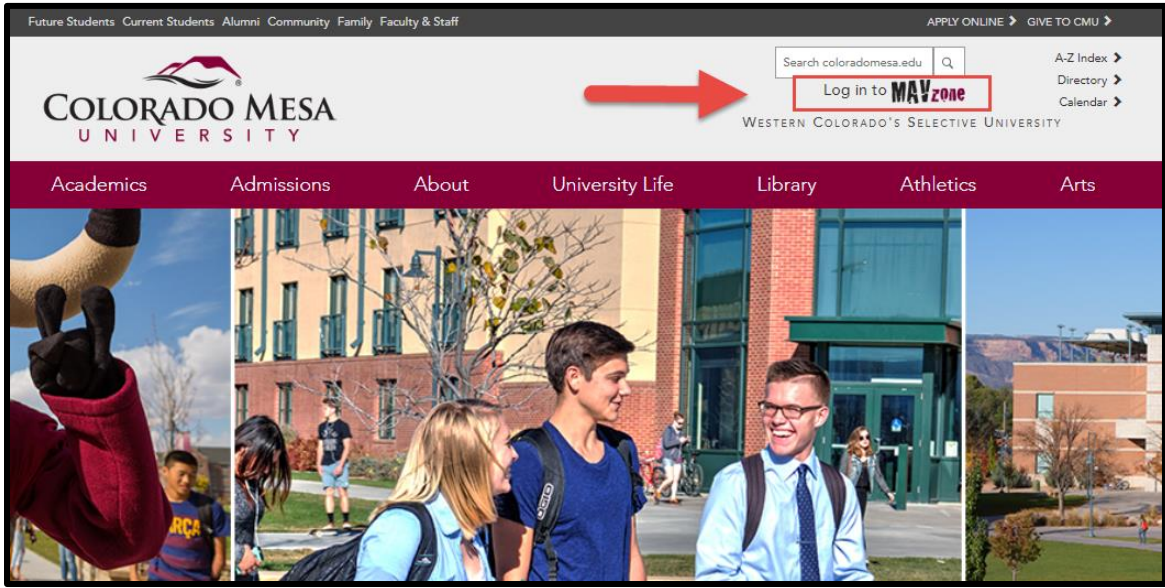 Future Students Current Students Alumni Community Family Faculty & Staff
APPLY ONLINE GIVE TO CMU
COLORADO MESA
UNIVERSITY
Search coloradomesa.edu
Log in to MAVzone
WESTERN COLORADO'S SELECTIVE UNIVERSITY
A-Z Index
Directory
Calendar
Academics Admissions About University Life Library Athletics Arts